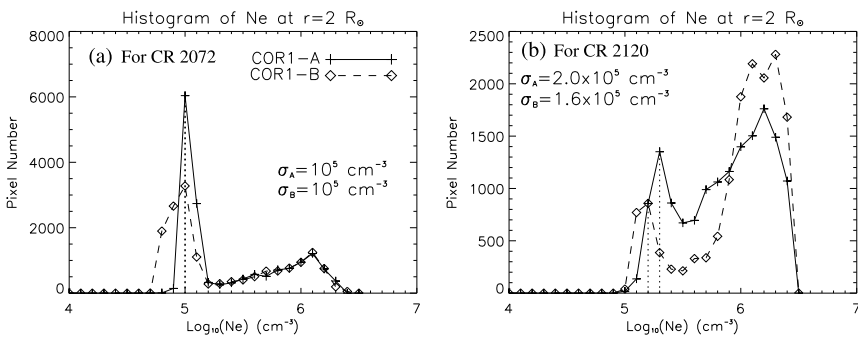 Histogram of Ne at r=2 R☉
(a) For CR 2072
COR1-A
COR1-B
σA=10⁵ cm⁻³
σB=10⁵ cm⁻³
Pixel Number
8000
6000
4000
2000
0
4 5 6 7
Log₁₀(Ne) (cm⁻³)
Histogram of Ne at r=2 R☉
(b) For CR 2120
σA=2.0x10⁵ cm⁻³
σB=1.6x10⁵ cm⁻³
Pixel Number
2500
2000
1500
1000
500
0
4 5 6 7
Log₁₀(Ne) (cm⁻³)